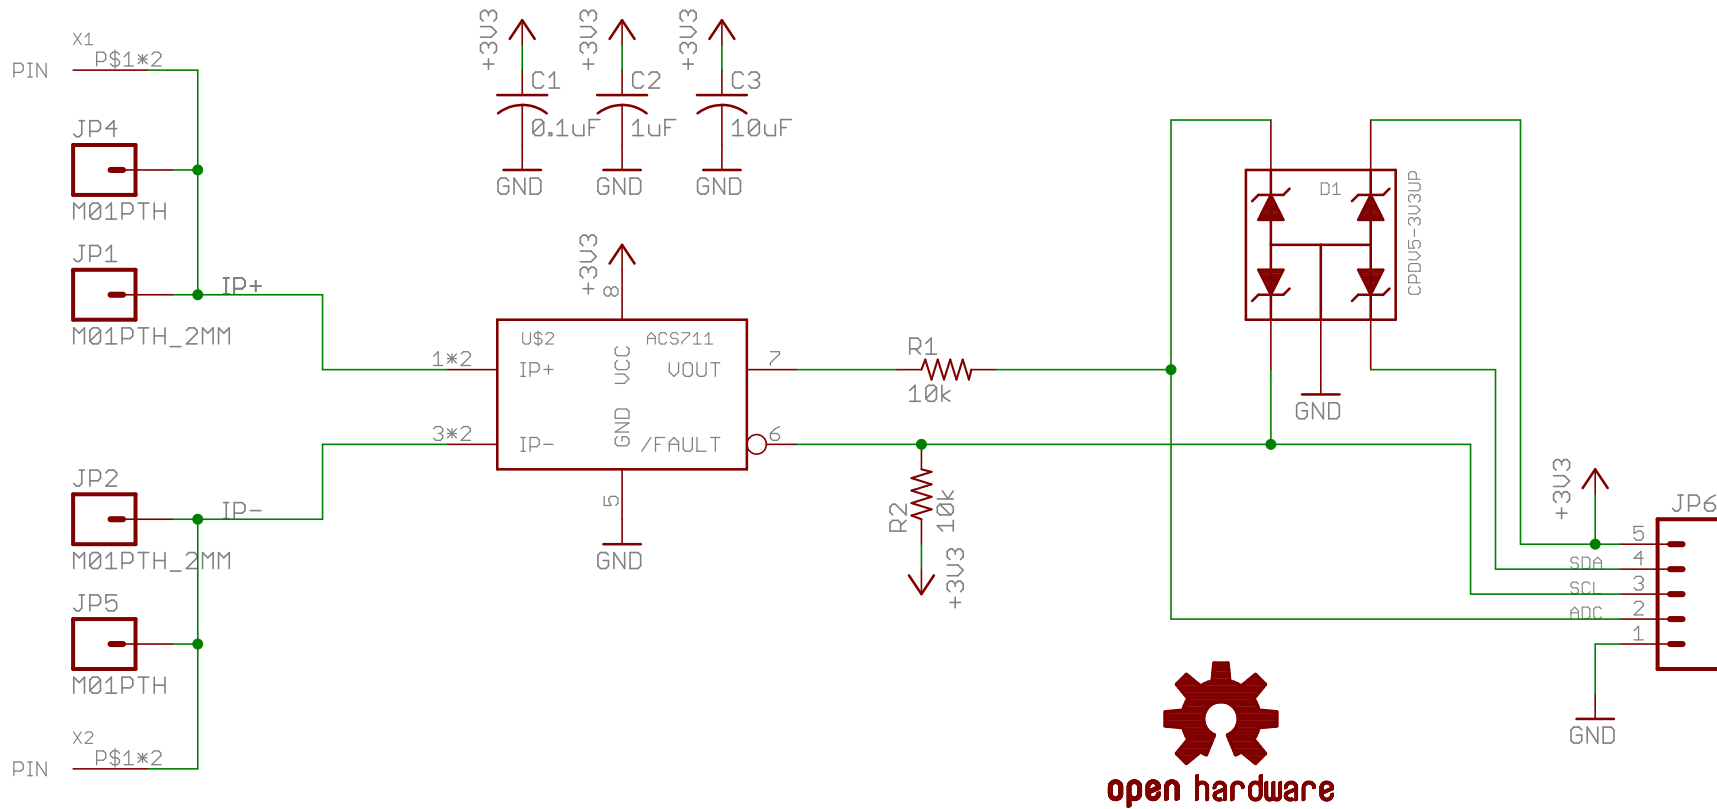 X1
PIN
P$1*2
JP4
M01PTH
JP1
M01PTH_2MM
IP+
JP2
M01PTH_2MM
IP-
JP5
M01PTH
X2
PIN
P$1*2
+3V3
C1
0.1uF
GND
+3V3
C2
1uF
GND
+3V3
C3
10uF
GND
+3V3
8
U$2
ACS711
1*2
IP+
VCC
VOUT
7
3*2
IP-
GND
/FAULT
6
5
GND
R1
10k
R2
10k
+3V3
D1
CPDV5-3V3UP
GND
+3V3
JP6
5
SDA
4
SCL
3
ADC
2
1
GND
open hardware